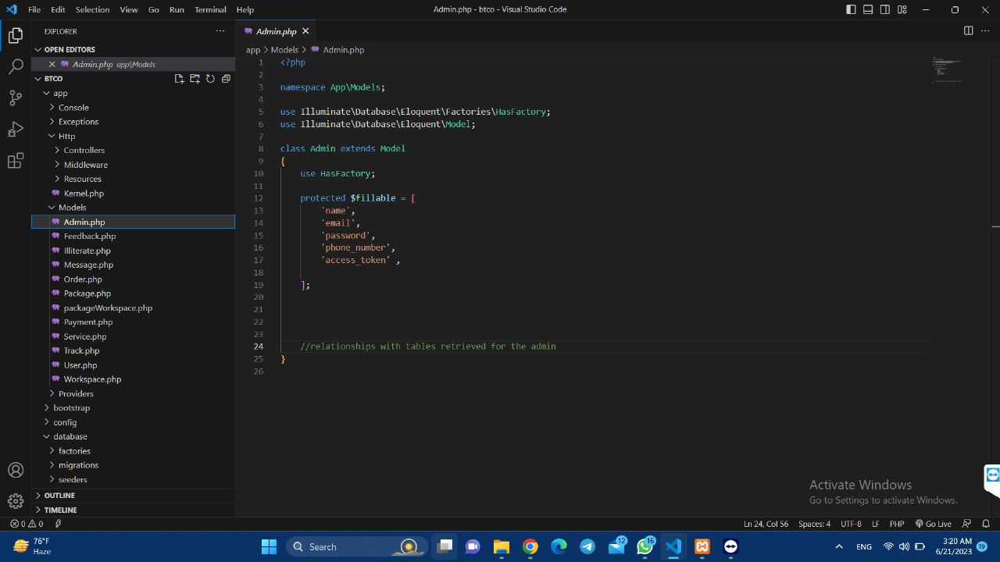 File Edit Selection View Go Run Terminal Help
Admin.php - btco - Visual Studio Code
EXPLORER
OPEN EDITORS
Admin.php app\Models
BTCO
app
Console
Exceptions
Http
Controllers
Middleware
Resources
Kernel.php
Models
Admin.php
Feedback.php
Illiterate.php
Message.php
Order.php
Package.php
packageWorkspace.php
Payment.php
Service.php
Track.php
User.php
Workspace.php
Providers
bootstrap
config
database
factories
migrations
seeders
OUTLINE
TIMELINE
Admin.php
app > Models > Admin.php
1 <?php
2
3 namespace App\Models;
4
5 use Illuminate\Database\Eloquent\Factories\HasFactory;
6 use Illuminate\Database\Eloquent\Model;
7
8 class Admin extends Model
9 {
10 use HasFactory;
11
12 protected $fillable = [
13 'name',
14 'email',
15 'password',
16 'phone_number',
17 'access_token' ,
18
19 ];
20
21
22
23
24 //relationships with tables retrieved for the admin
25 }
26
Activate Windows
Go to Settings to activate Windows.
0 0
Ln 24, Col 56 Spaces: 4 UTF-8 LF PHP Go Live
76°F
Haze
Search
12
16
ENG
3:20 AM
6/21/2023
19